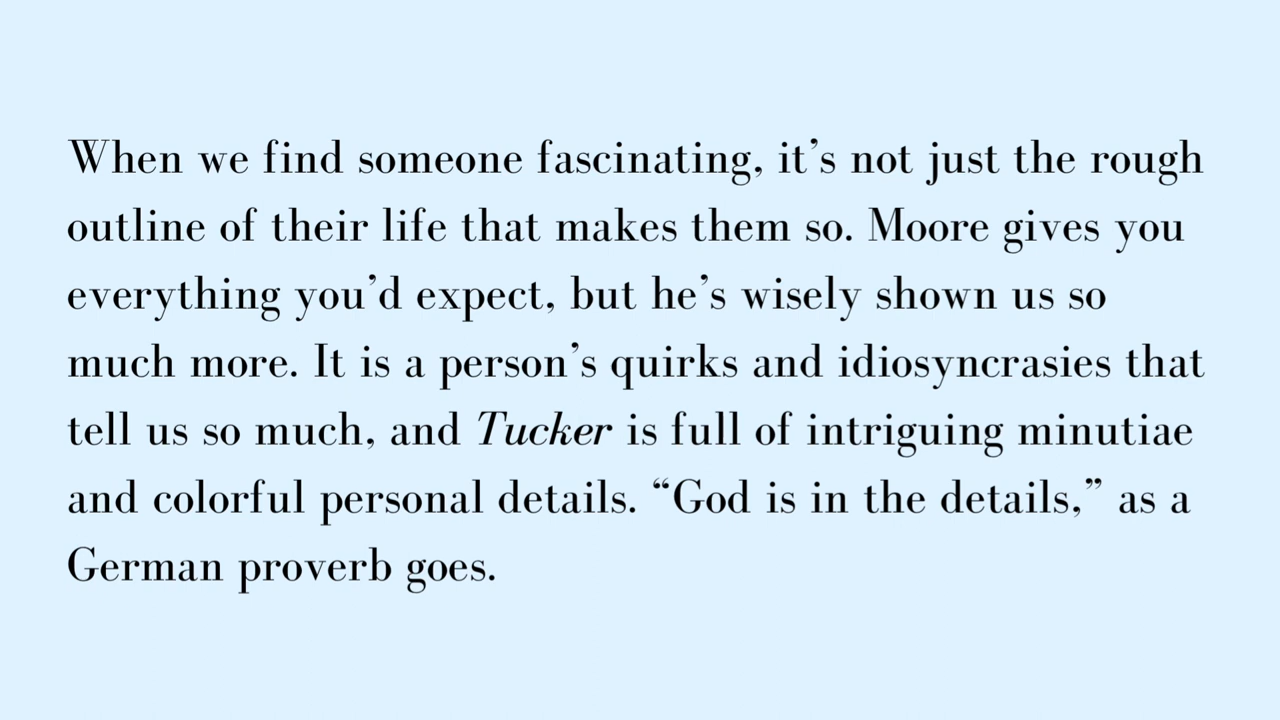 When we find someone fascinating, it’s not just the rough
outline of their life that makes them so. Moore gives you
everything you’d expect, but he’s wisely shown us so
much more. It is a person’s quirks and idiosyncrasies that
tell us so much, and Tucker is full of intriguing minutiae
and colorful personal details. “God is in the details,” as a
German proverb goes.